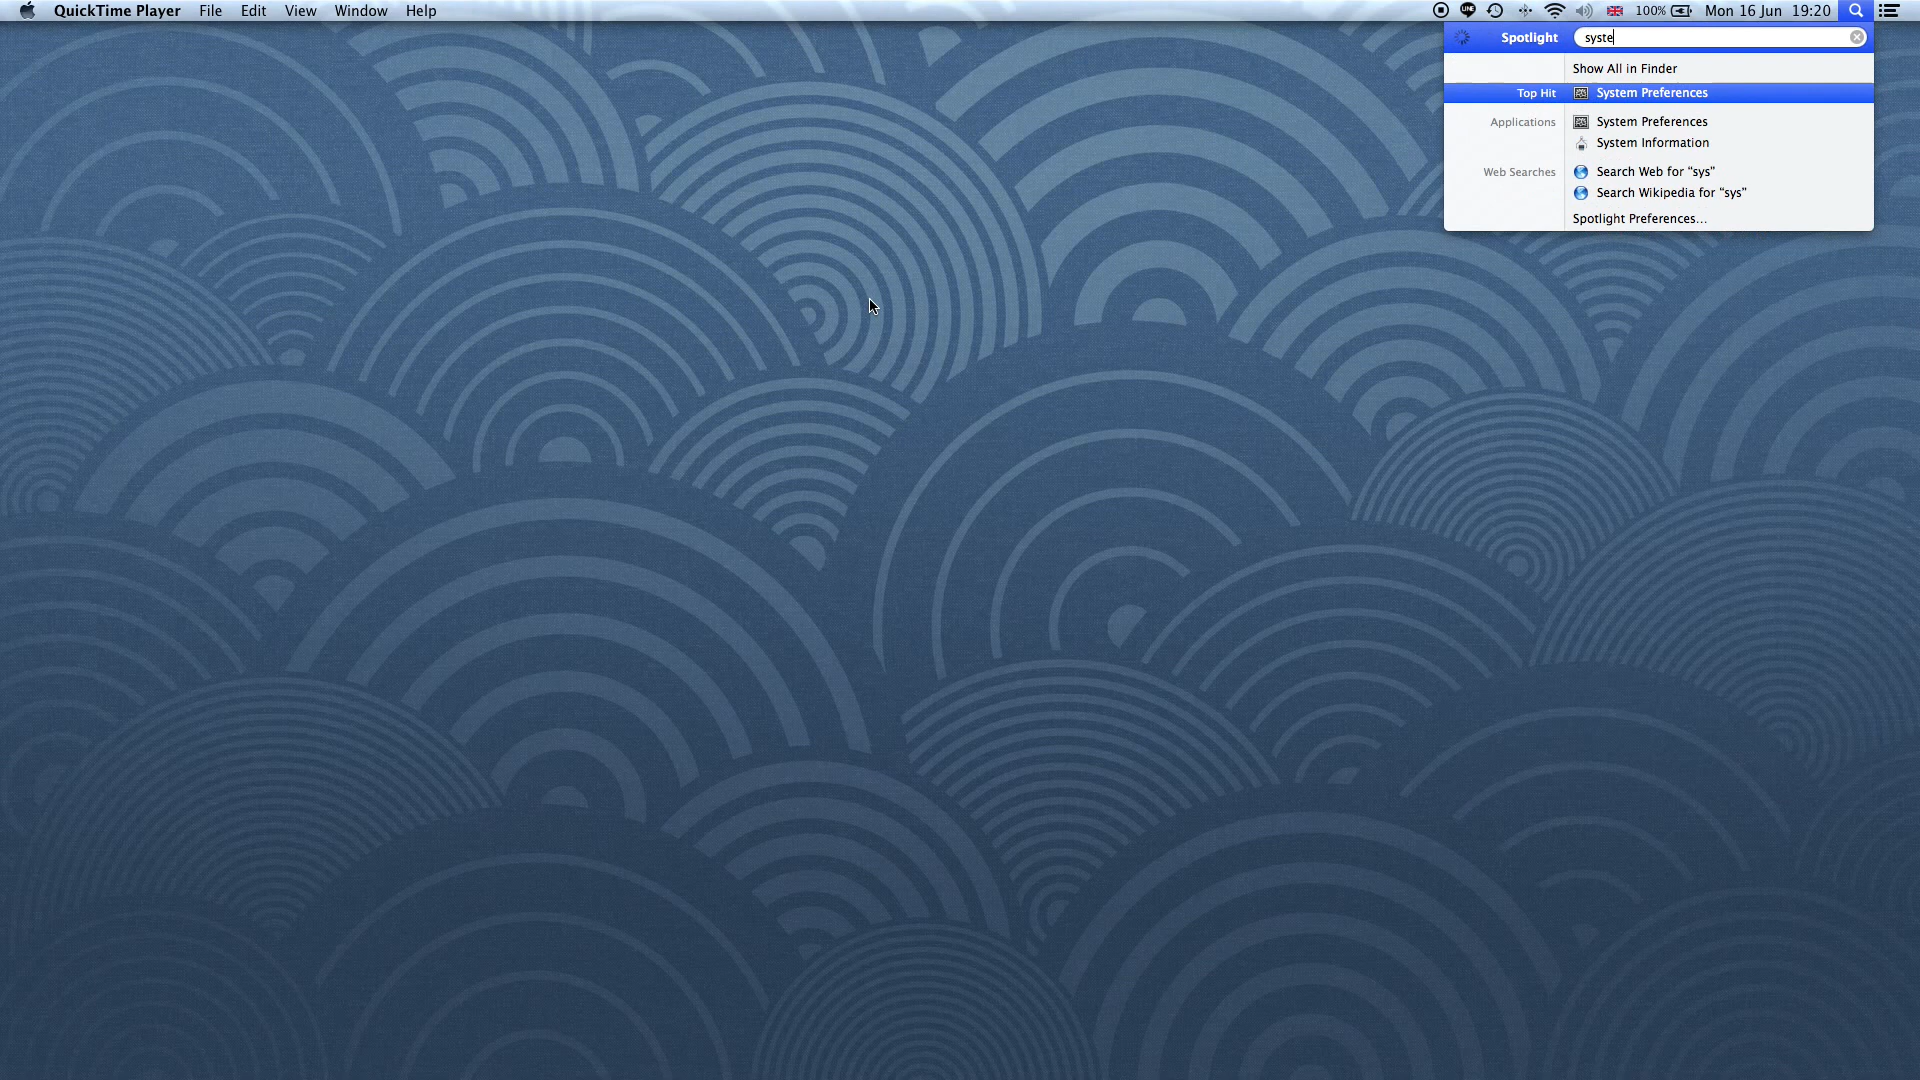 QuickTime Player File Edit View Window Help 100% Mon 16 Jun 19:20
Spotlight syste
Show All in Finder
Top Hit System Preferences
Applications System Preferences
System Information
Web Searches Search Web for “sys”
Search Wikipedia for “sys”
Spotlight Preferences...